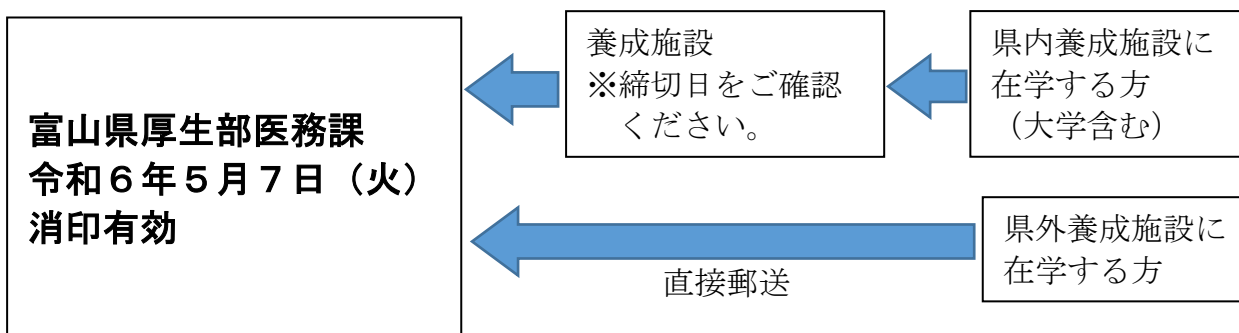 富山県厚生部医務課
令和６年５月７日（火）
消印有効
養成施設
※締切日をご確認
ください。
県内養成施設に
在学する方
（大学含む）
県外養成施設に
在学する方
直接郵送